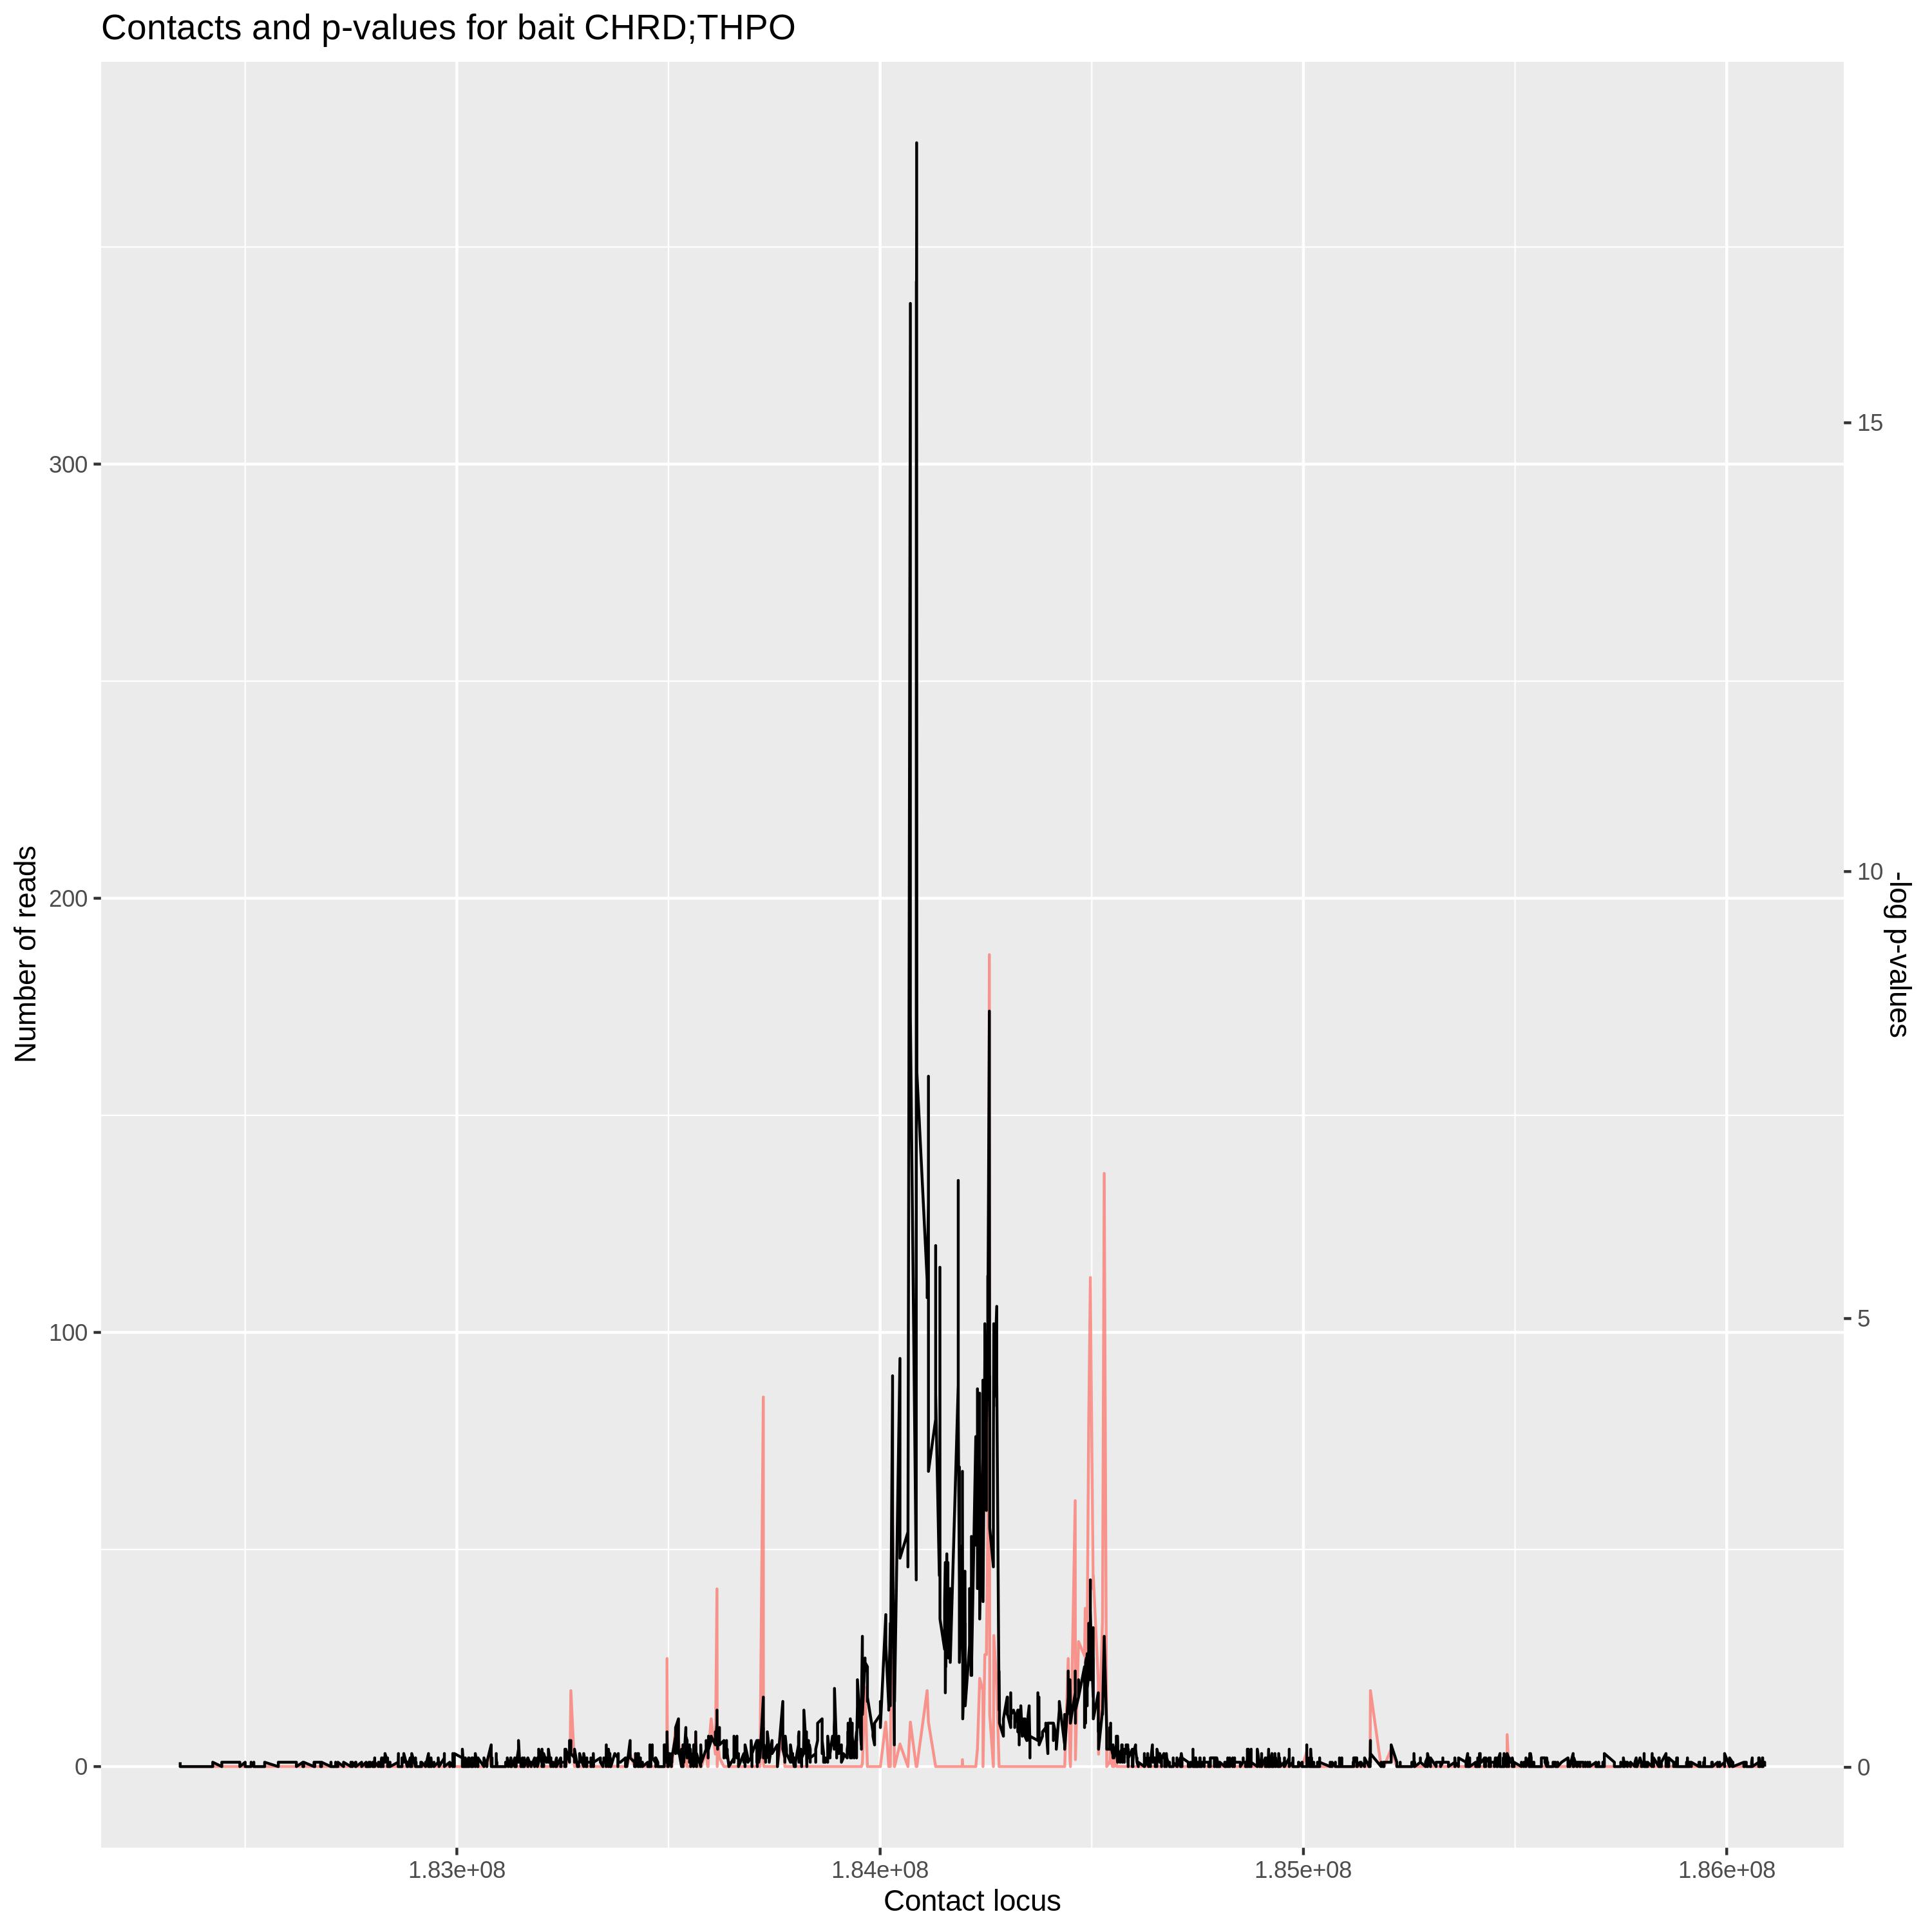 Contacts and p-values for bait CHRD;THPO
300
200
100
0
Number of reads
15
10
5
0
-log p-values
1.83e+08
1.84e+08
1.85e+08
1.86e+08
Contact locus